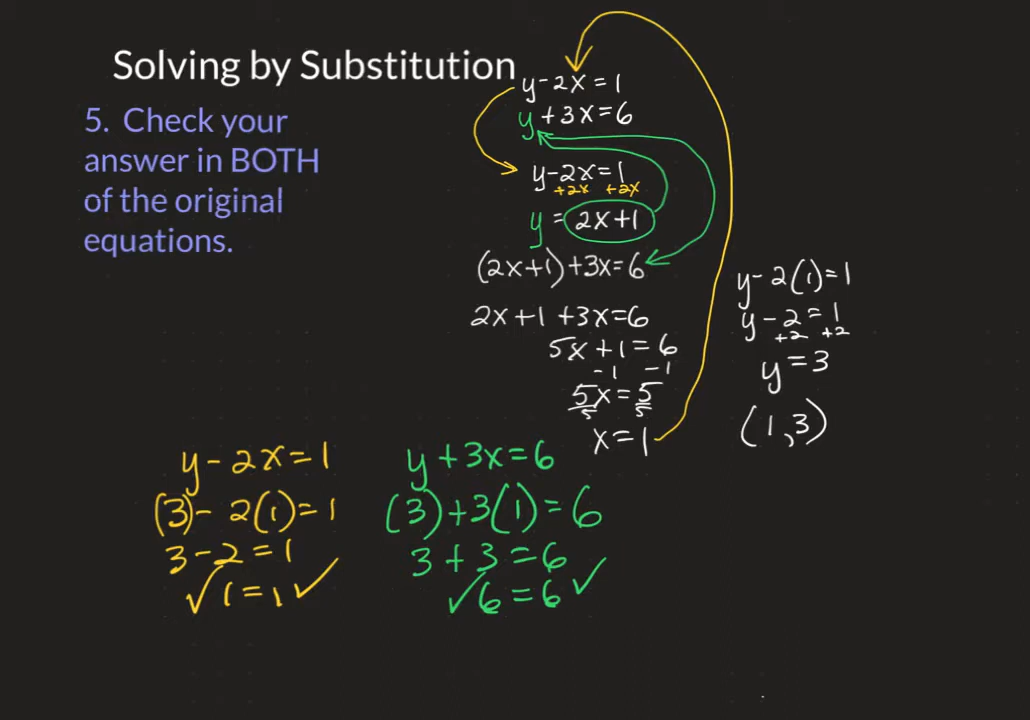 Solving by Substitution
5. Check your
answer in BOTH
of the original
equations.
y-2x=1
y+3x=6
y-2x=1
+2x +2x
y=2x+1
(2x+1)+3x=6
2x+1+3x=6
5x+1=6
-1 -1
5x=5
5 5
x=1
y-2(1)=1
y-2=1
+2 +2
y=3
(1,3)
y-2x=1
(3)-2(1)=1
3-2=1
✓1=1✓
y+3x=6
(3)+3(1)=6
3+3=6
✓6=6✓